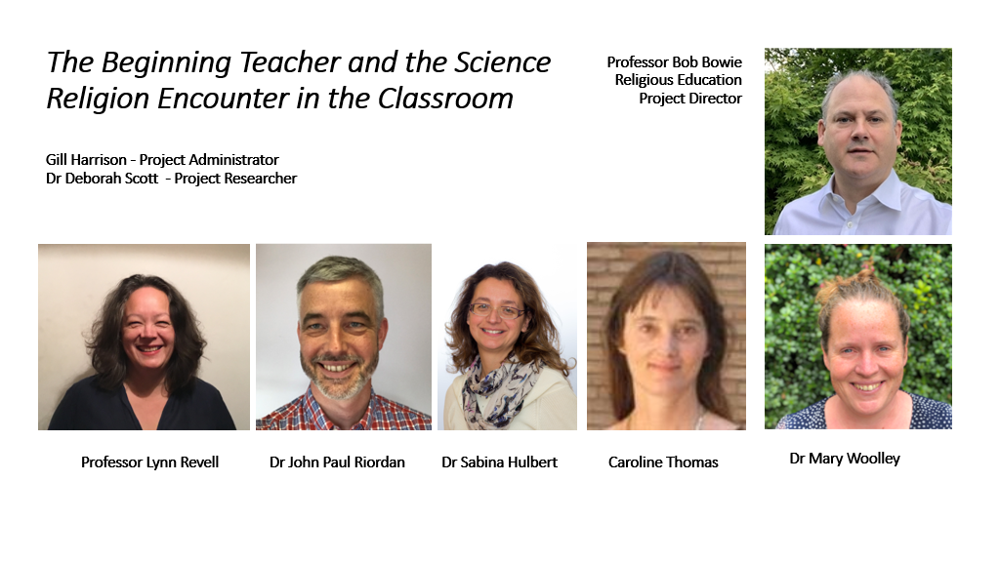 The Beginning Teacher and the Science
Religion Encounter in the Classroom
Professor Bob Bowie
Religious Education
Project Director
Gill Harrison - Project Administrator
Dr Deborah Scott - Project Researcher
Professor Lynn Revell
Dr John Paul Riordan
Dr Sabina Hulbert
Caroline Thomas
Dr Mary Woolley